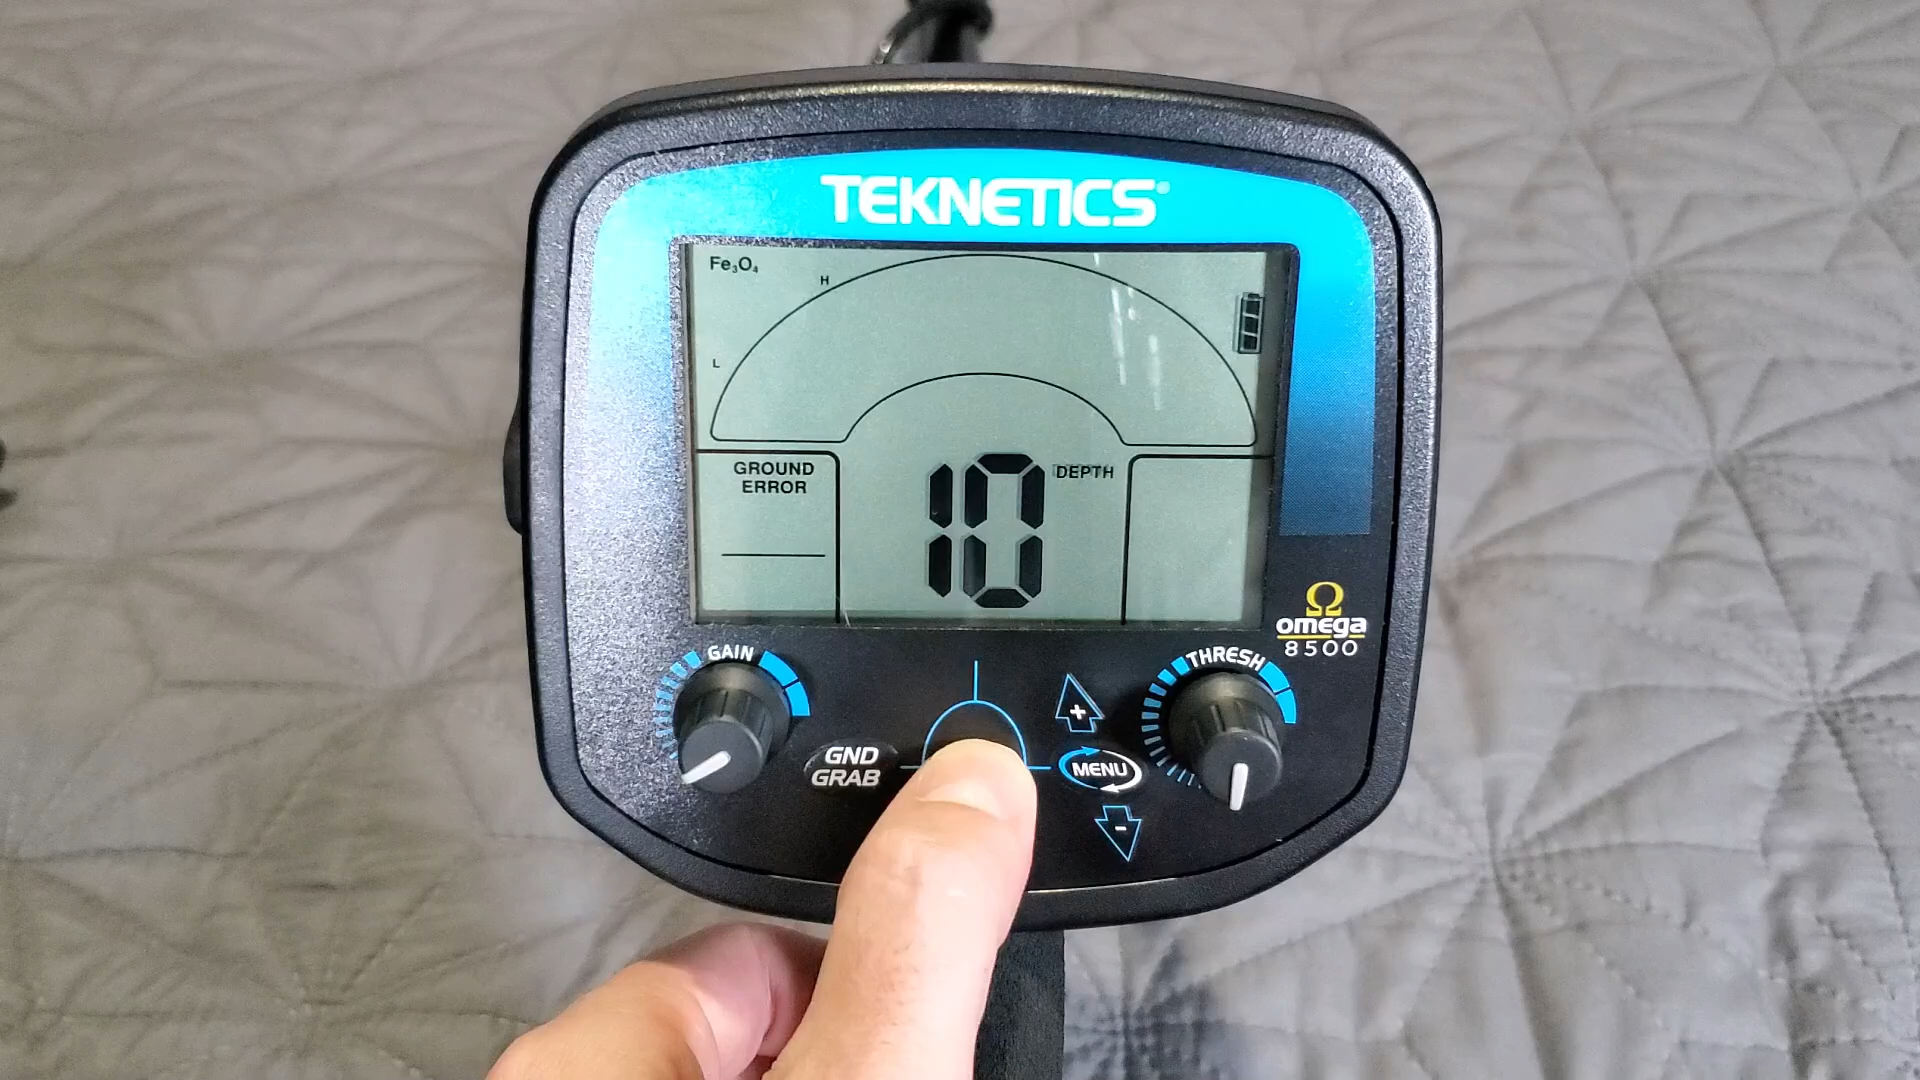 TEKNETICS®
Fe₃O₄
H
L
GROUND
ERROR
10
DEPTH
Ω
omega
8500
GAIN
THRESH
+
GND
GRAB
MENU
-